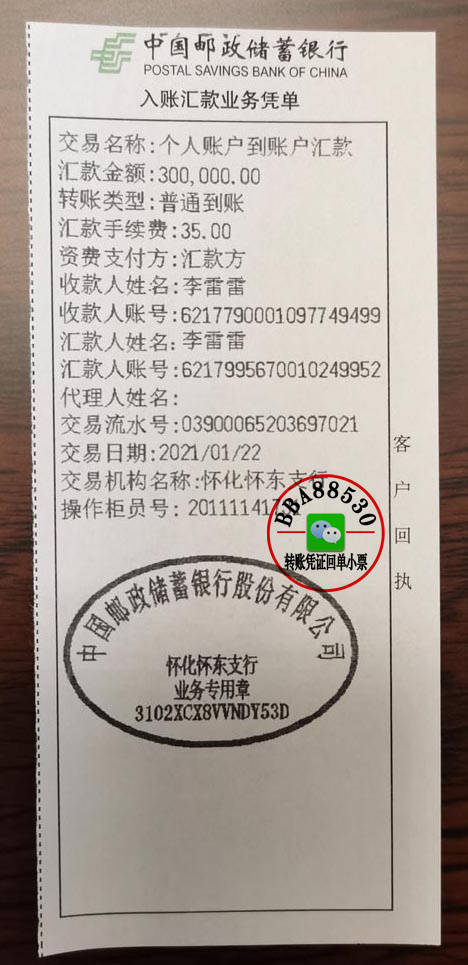 中国邮政储蓄银行
POSTAL SAVINGS BANK OF CHINA
入账汇款业务凭单
交易名称:个人账户到账户汇款
汇款金额:300,000.00
转账类型:普通到账
汇款手续费:35.00
资费支付方:汇款方
收款人姓名:李雷雷
收款人账号:6217790001097749499
汇款人姓名:李雷雷
汇款人账号:6217995670010249952
代理人姓名:
交易流水号:03900065203697021
交易日期:2021/01/22
交易机构名称:怀化怀东支行
操作柜员号:
客户回执
BBA88530
转账凭证回单小票
中国邮政储蓄银行股份有限公司
怀化怀东支行
业务专用章
3102XCX8VVNDY53D